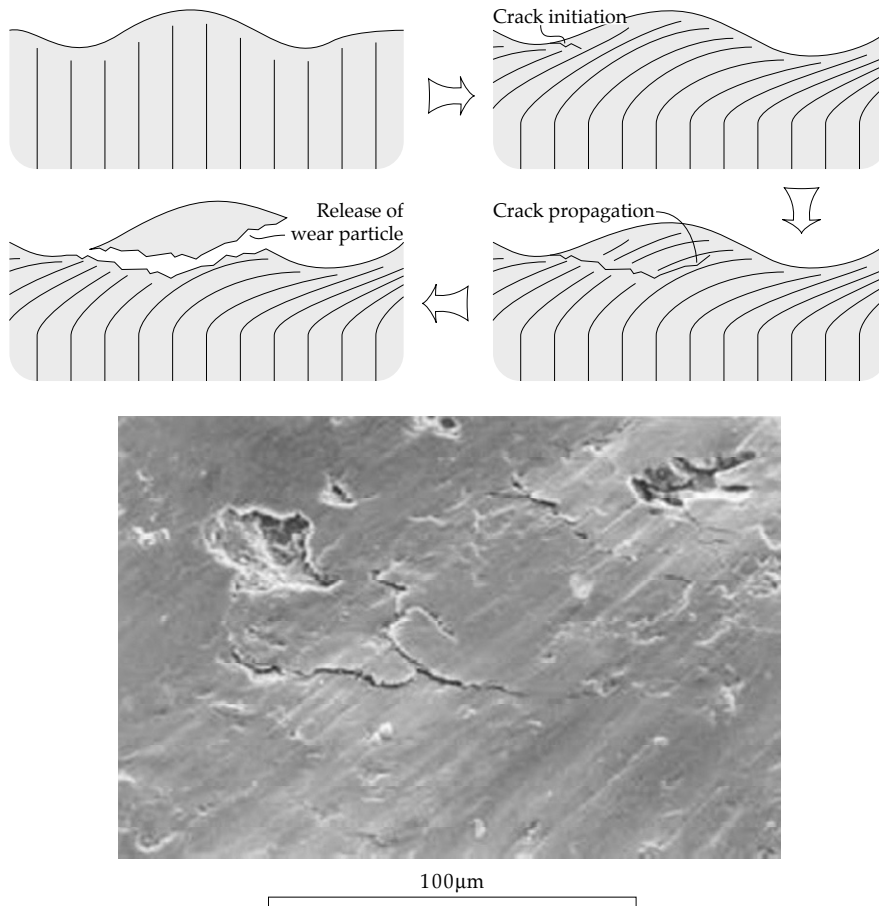 Crack initiation
Release of
wear particle
Crack propagation
100μm